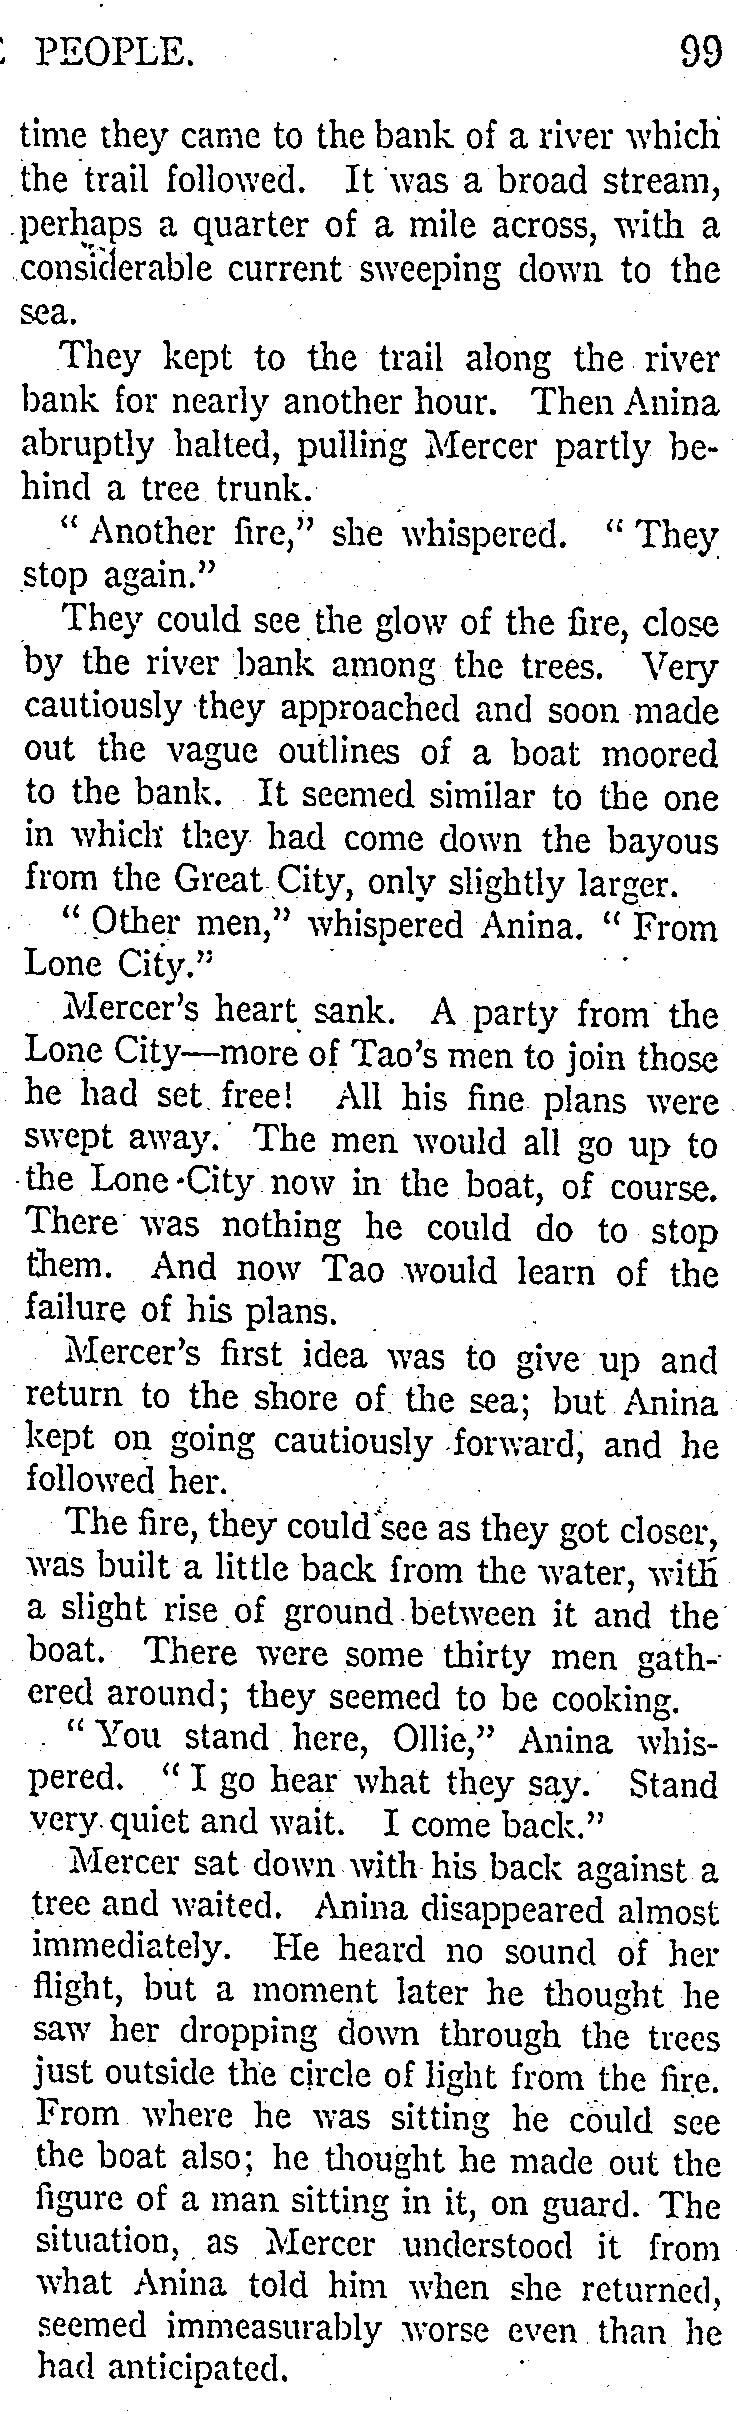 PEOPLE. 99
time they came to the bank of a river which
the trail followed. It was a broad stream,
perhaps a quarter of a mile across, with a
considerable current sweeping down to the
sea.
They kept to the trail along the river
bank for nearly another hour. Then Anina
abruptly halted, pulling Mercer partly be-
hind a tree trunk.
“ Another fire,” she whispered. “ They
stop again.”
They could see the glow of the fire, close
by the river bank among the trees. Very
cautiously they approached and soon made
out the vague outlines of a boat moored
to the bank. It seemed similar to the one
in which they had come down the bayous
from the Great City, only slightly larger.
“ Other men,” whispered Anina. “ From
Lone City.”
Mercer’s heart sank. A party from the
Lone City—more of Tao’s men to join those
he had set free! All his fine plans were
swept away. The men would all go up to
the Lone City now in the boat, of course.
There was nothing he could do to stop
them. And now Tao would learn of the
failure of his plans.
Mercer’s first idea was to give up and
return to the shore of the sea; but Anina
kept on going cautiously forward, and he
followed her.
The fire, they could see as they got closer,
was built a little back from the water, with
a slight rise of ground between it and the
boat. There were some thirty men gath-
ered around; they seemed to be cooking.
“ You stand here, Ollie,” Anina whis-
pered. “ I go hear what they say. Stand
very quiet and wait. I come back.”
Mercer sat down with his back against a
tree and waited. Anina disappeared almost
immediately. He heard no sound of her
flight, but a moment later he thought he
saw her dropping down through the trees
just outside the circle of light from the fire.
From where he was sitting he could see
the boat also; he thought he made out the
figure of a man sitting in it, on guard. The
situation, as Mercer understood it from
what Anina told him when she returned,
seemed immeasurably worse even than he
had anticipated.